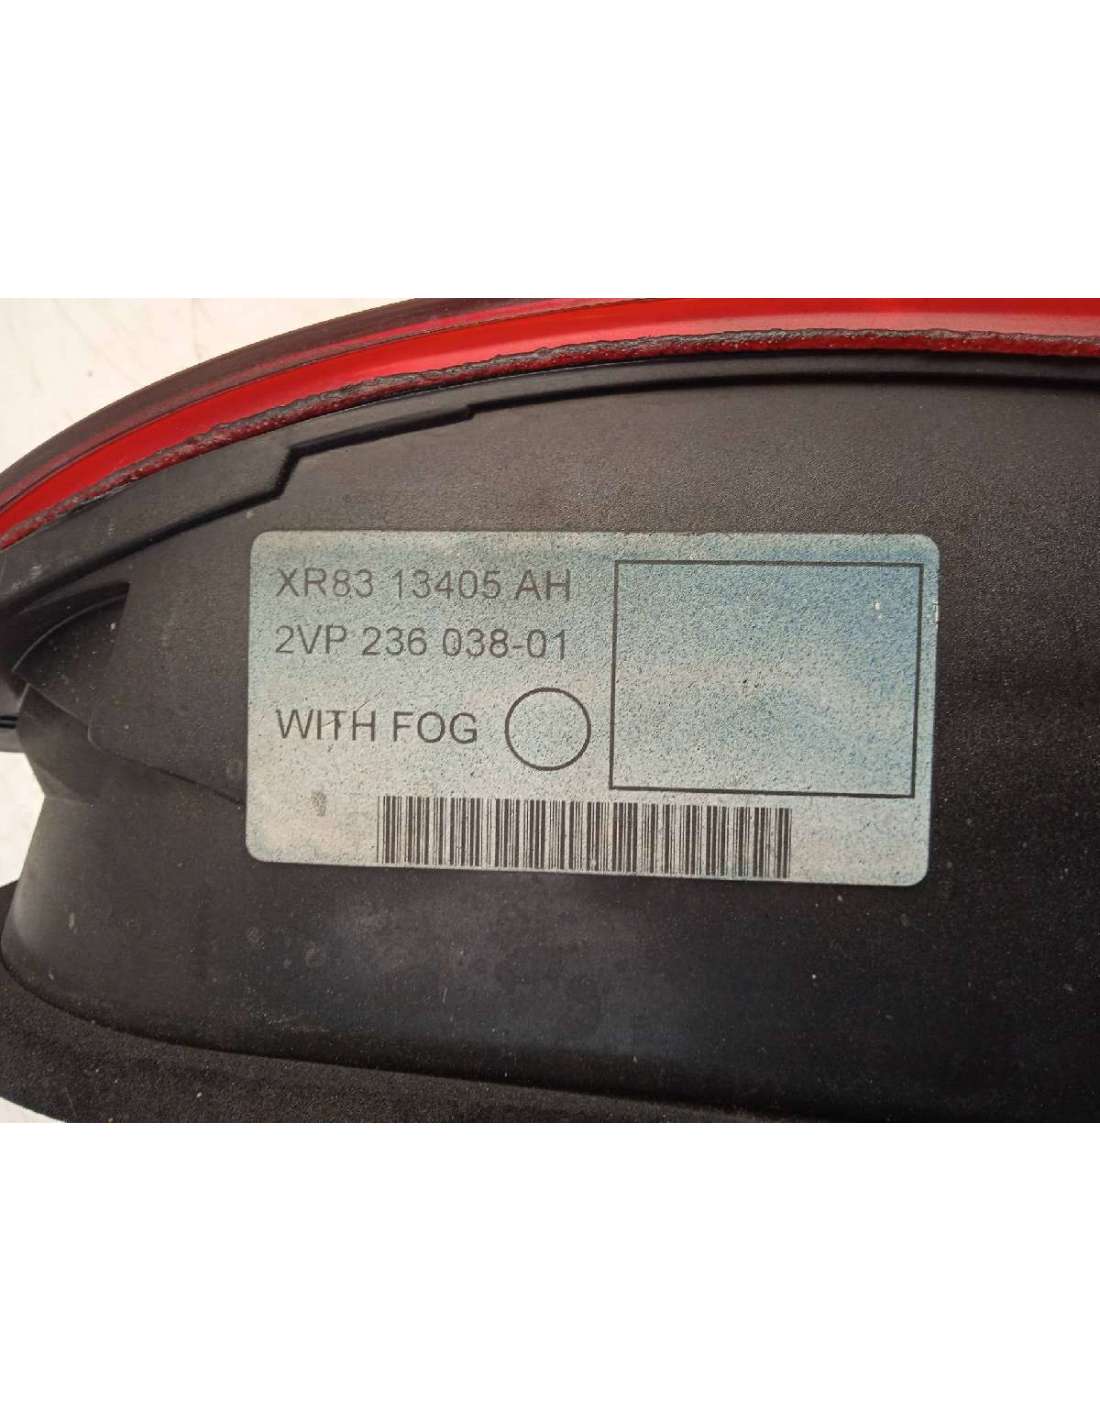 XR83 13405 AH
2VP 236 038-01
WITH FOG